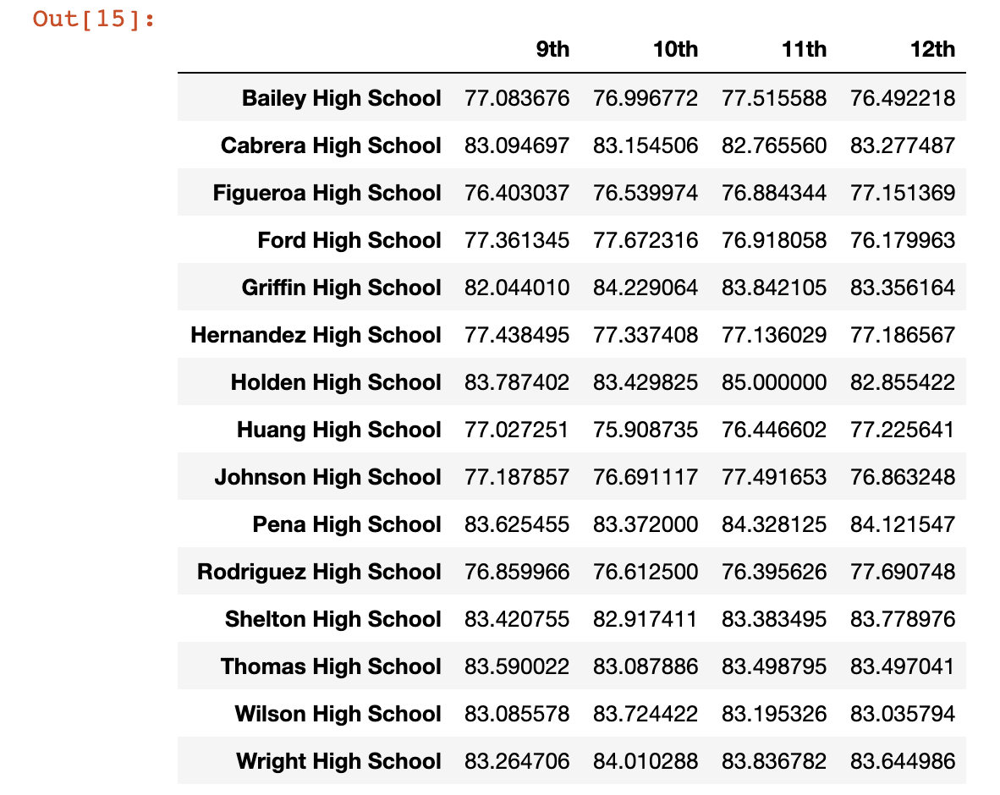 Out[15]:
9th 10th 11th 12th
Bailey High School 77.083676 76.996772 77.515588 76.492218
Cabrera High School 83.094697 83.154506 82.765560 83.277487
Figueroa High School 76.403037 76.539974 76.884344 77.151369
Ford High School 77.361345 77.672316 76.918058 76.179963
Griffin High School 82.044010 84.229064 83.842105 83.356164
Hernandez High School 77.438495 77.337408 77.136029 77.186567
Holden High School 83.787402 83.429825 85.000000 82.855422
Huang High School 77.027251 75.908735 76.446602 77.225641
Johnson High School 77.187857 76.691117 77.491653 76.863248
Pena High School 83.625455 83.372000 84.328125 84.121547
Rodriguez High School 76.859966 76.612500 76.395626 77.690748
Shelton High School 83.420755 82.917411 83.383495 83.778976
Thomas High School 83.590022 83.087886 83.498795 83.497041
Wilson High School 83.085578 83.724422 83.195326 83.035794
Wright High School 83.264706 84.010288 83.836782 83.644986